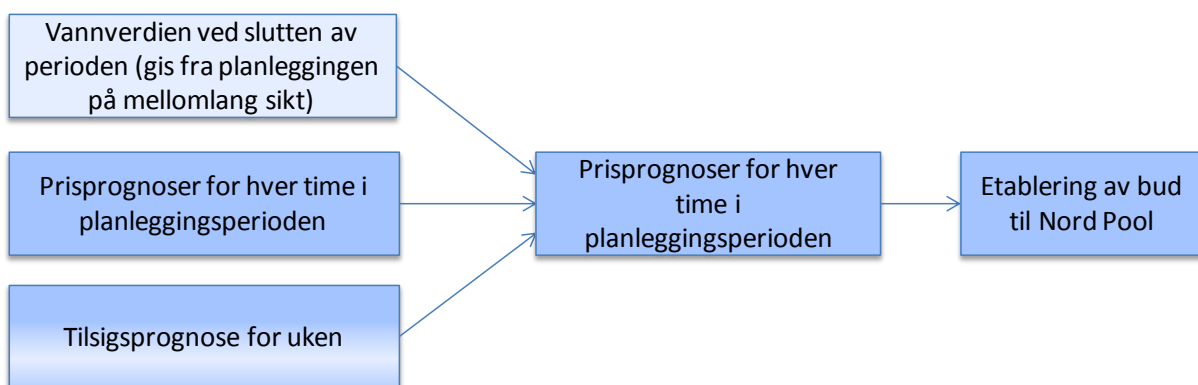 Vannverdien ved slutten av
perioden (gis fra planleggingen
på mellomlang sikt)
Prisprognoser for hver time i
planleggingsperioden
Tilsigsprognose for uken
Prisprognoser for hver
time i
planleggingsperioden
Etablering av bud
til Nord Pool